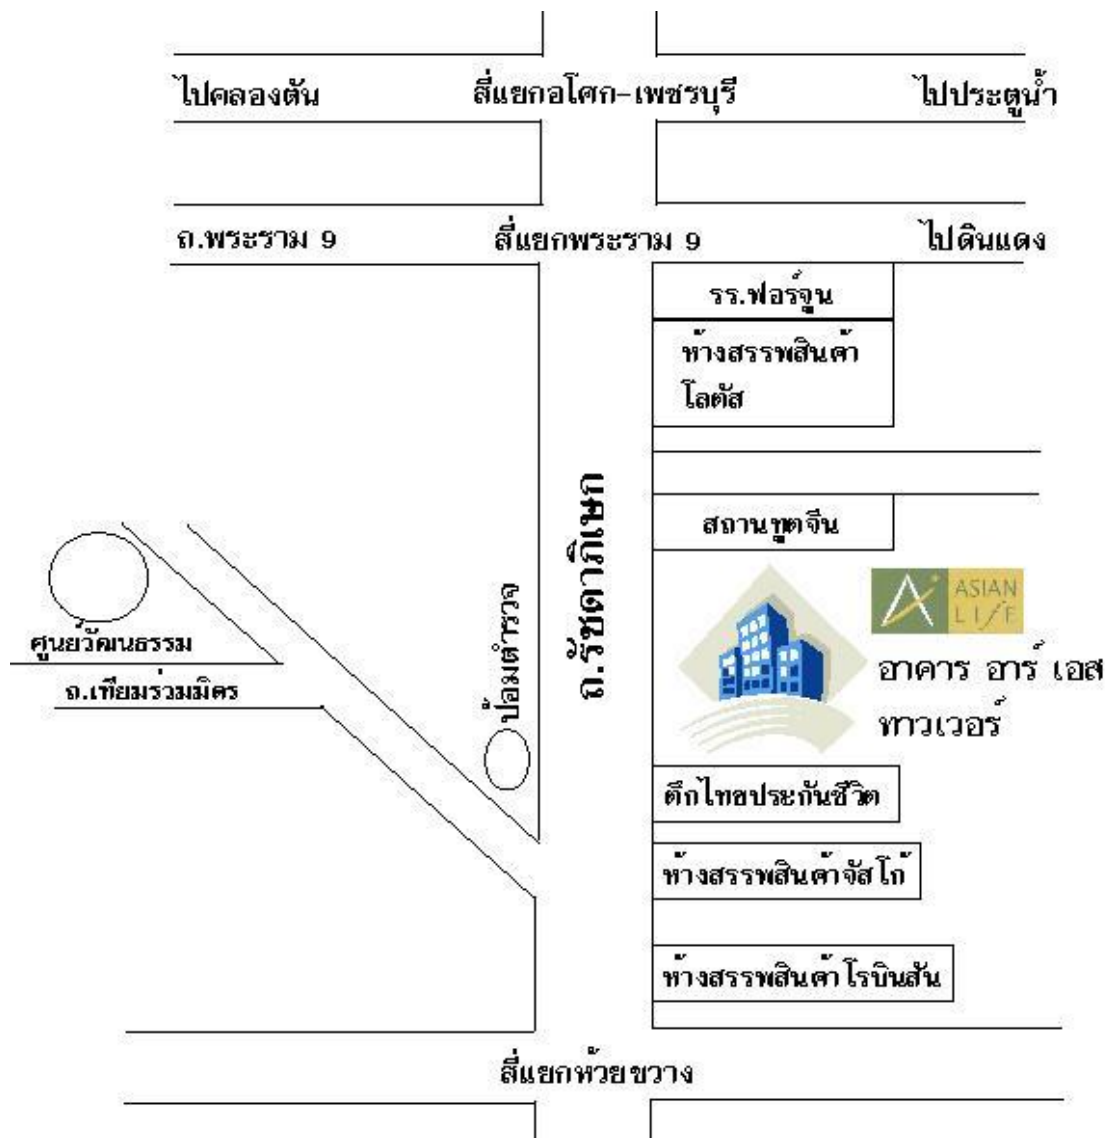 ไปคลองตัน
สี่แยกอโศก-เพชรบุรี
ไปประตูน้ำ
ถ.พระราม 9
สี่แยกพระราม 9
ไปดินแดง
รร.ฟอร์จูน
ห้างสรรพสินค้า
โลตัส
ถ.รัชดาภิเษก
สถานทูตจีน
ASIAN
LIFE
อาคาร อาร์ เอส
ทาวเวอร์
ศูนย์วัฒนธรรม
ถ.เทียมร่วมมิตร
ป้อมตำรวจ
ตึกไทยประกันชีวิต
ห้างสรรพสินค้าจัสโก้
ห้างสรรพสินค้าโรบินสัน
สี่แยกห้วยขวาง